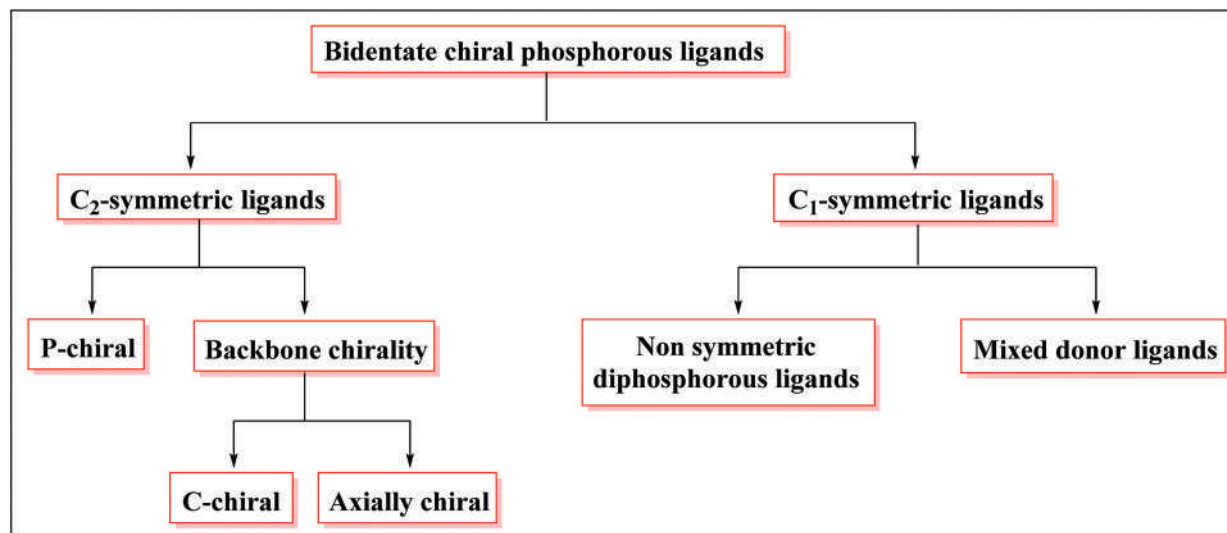 Bidentate chiral phosphorous ligands
C₂-symmetric ligands
C₁-symmetric ligands
P-chiral
Backbone chirality
Non symmetric
diphosphorous ligands
Mixed donor ligands
C-chiral
Axially chiral